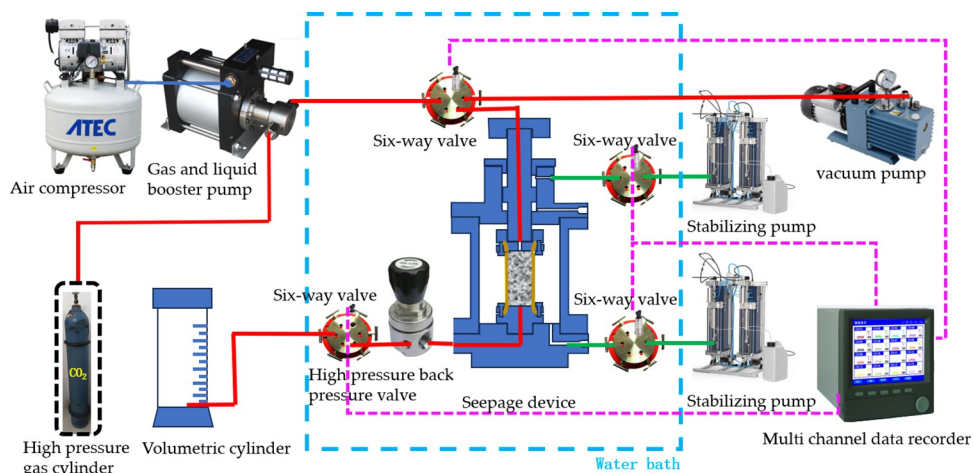 ATEC
Air compressor
Gas and liquid
booster pump
Six-way valve
Six-way valve
vacuum pump
Stabilizing pump
Six-way valve
Six-way valve
CO2
High pressure back
pressure valve
Seepage device
Stabilizing pump
High pressure
gas cylinder
Volumetric cylinder
Multi channel data recorder
Water bath